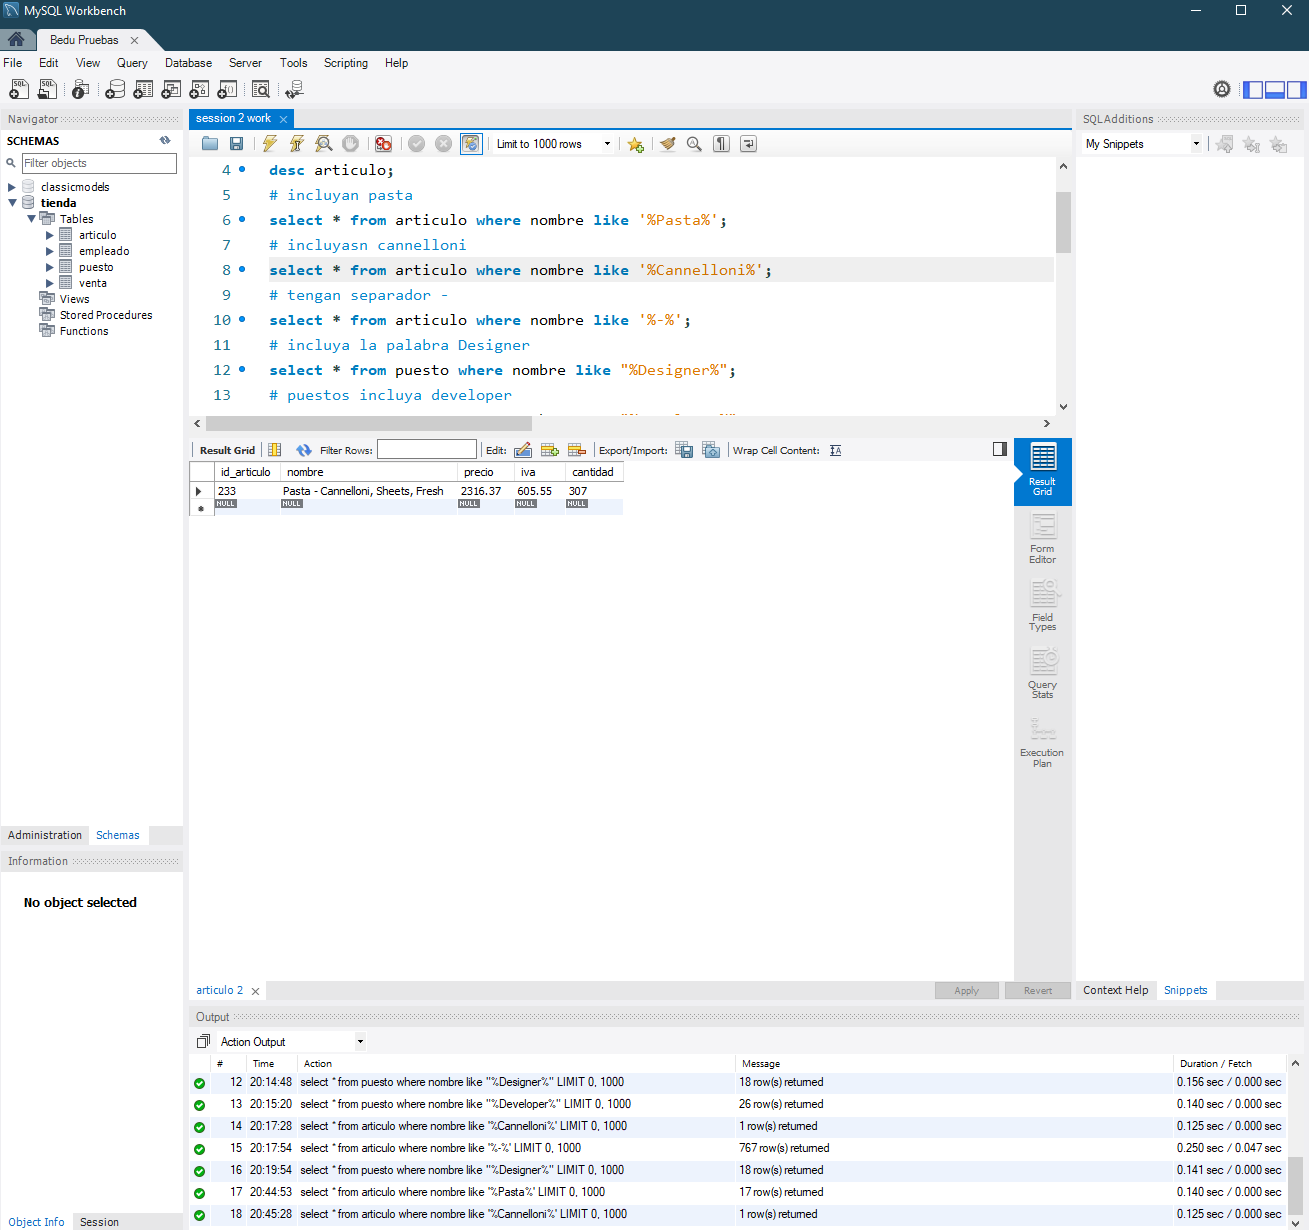 MySQL Workbench
Bedu Pruebas
File Edit View Query Database Server Tools Scripting Help
Navigator
SCHEMAS
Filter objects
classicmodels
tienda
Tables
articulo
empleado
puesto
venta
Views
Stored Procedures
Functions
Administration Schemas
Information
No object selected
Object Info Session
session 2 work
Limit to 1000 rows
4 desc articulo;
5 # incluyan pasta
6 select * from articulo where nombre like '%Pasta%';
7 # incluyasn cannelloni
8 select * from articulo where nombre like '%Cannelloni%';
9 # tengan separador -
10 select * from articulo where nombre like '%-%';
11 # incluya la palabra Designer
12 select * from puesto where nombre like "%Designer%";
13 # puestos incluya developer
Result Grid Filter Rows: Edit: Export/Import: Wrap Cell Content:
id_articulo nombre precio iva cantidad
233 Pasta - Cannelloni, Sheets, Fresh 2316.37 605.55 307
NULL NULL NULL NULL NULL
Result Grid
Form Editor
Field Types
Query Stats
Execution Plan
articulo 2 Apply Revert
SQLAdditions
My Snippets
Context Help Snippets
Output
Action Output
# Time Action Message Duration / Fetch
12 20:14:48 select * from puesto where nombre like "%Designer%" LIMIT 0, 1000 18 row(s) returned 0.156 sec / 0.000 sec
13 20:15:20 select * from puesto where nombre like "%Developer%" LIMIT 0, 1000 26 row(s) returned 0.140 sec / 0.000 sec
14 20:17:28 select * from articulo where nombre like '%Cannelloni%' LIMIT 0, 1000 1 row(s) returned 0.125 sec / 0.000 sec
15 20:17:54 select * from articulo where nombre like '%-%' LIMIT 0, 1000 767 row(s) returned 0.250 sec / 0.047 sec
16 20:19:54 select * from puesto where nombre like "%Designer%" LIMIT 0, 1000 18 row(s) returned 0.141 sec / 0.000 sec
17 20:44:53 select * from articulo where nombre like '%Pasta%' LIMIT 0, 1000 17 row(s) returned 0.140 sec / 0.000 sec
18 20:45:28 select * from articulo where nombre like '%Cannelloni%' LIMIT 0, 1000 1 row(s) returned 0.125 sec / 0.000 sec